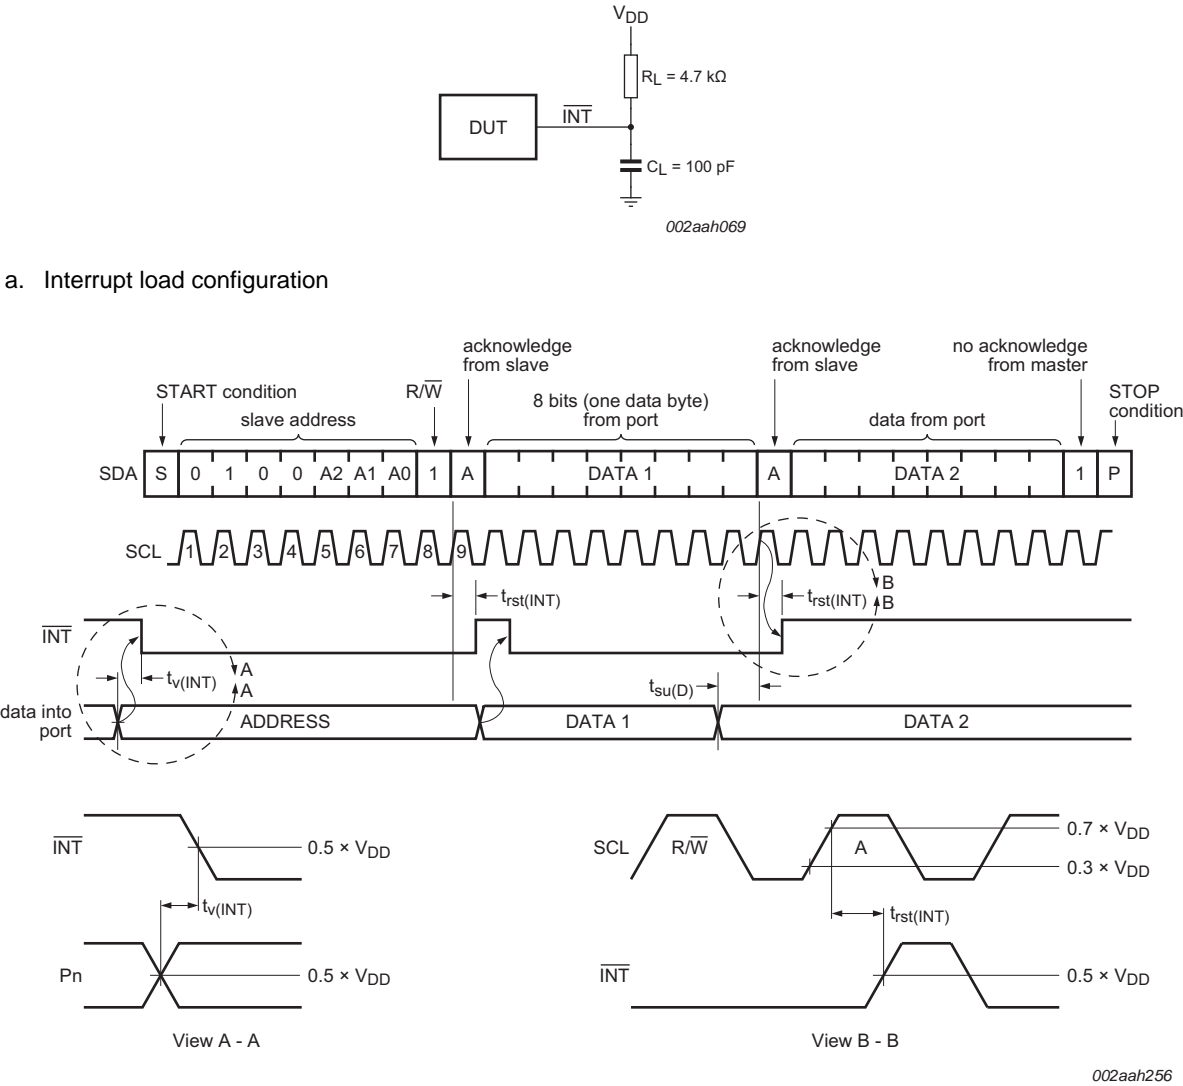 VDD
RL = 4.7 kΩ
DUT
INT
CL = 100 pF
002aah069
a. Interrupt load configuration
acknowledge
from slave
acknowledge
from slave
no acknowledge
from master
START condition
R/W
8 bits (one data byte)
from port
STOP
condition
slave address
data from port
SDA S 0 1 0 0 A2 A1 A0 1 A DATA 1 A DATA 2 1 P
SCL 1 2 3 4 5 6 7 8 9
trst(INT)
trst(INT)
B
B
INT
tv(INT)
A
A
tsu(D)
data into
port
ADDRESS
DATA 1
DATA 2
INT
0.5 × VDD
tv(INT)
Pn
0.5 × VDD
View A - A
SCL
R/W
A
0.7 × VDD
0.3 × VDD
trst(INT)
INT
0.5 × VDD
View B - B
002aah256